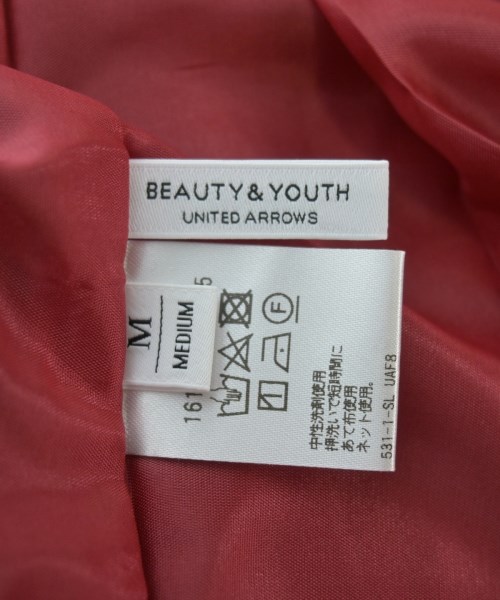 BEAUTY&YOUTH
UNITED ARROWS
M
MEDIUM
161
5
F
中性洗剤使用
押洗いで短時間に
あて布使用
ネット使用。
531-1-SL UAF8